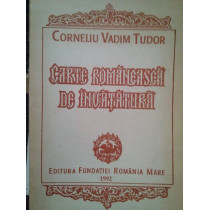 CORNELIU VADIM TUDOR
CARTE ROMÂNEASCĂ
DE ÎNVĂȚĂTURĂ
EDITURA FUNDAȚIEI ROMÂNIA MARE
1992